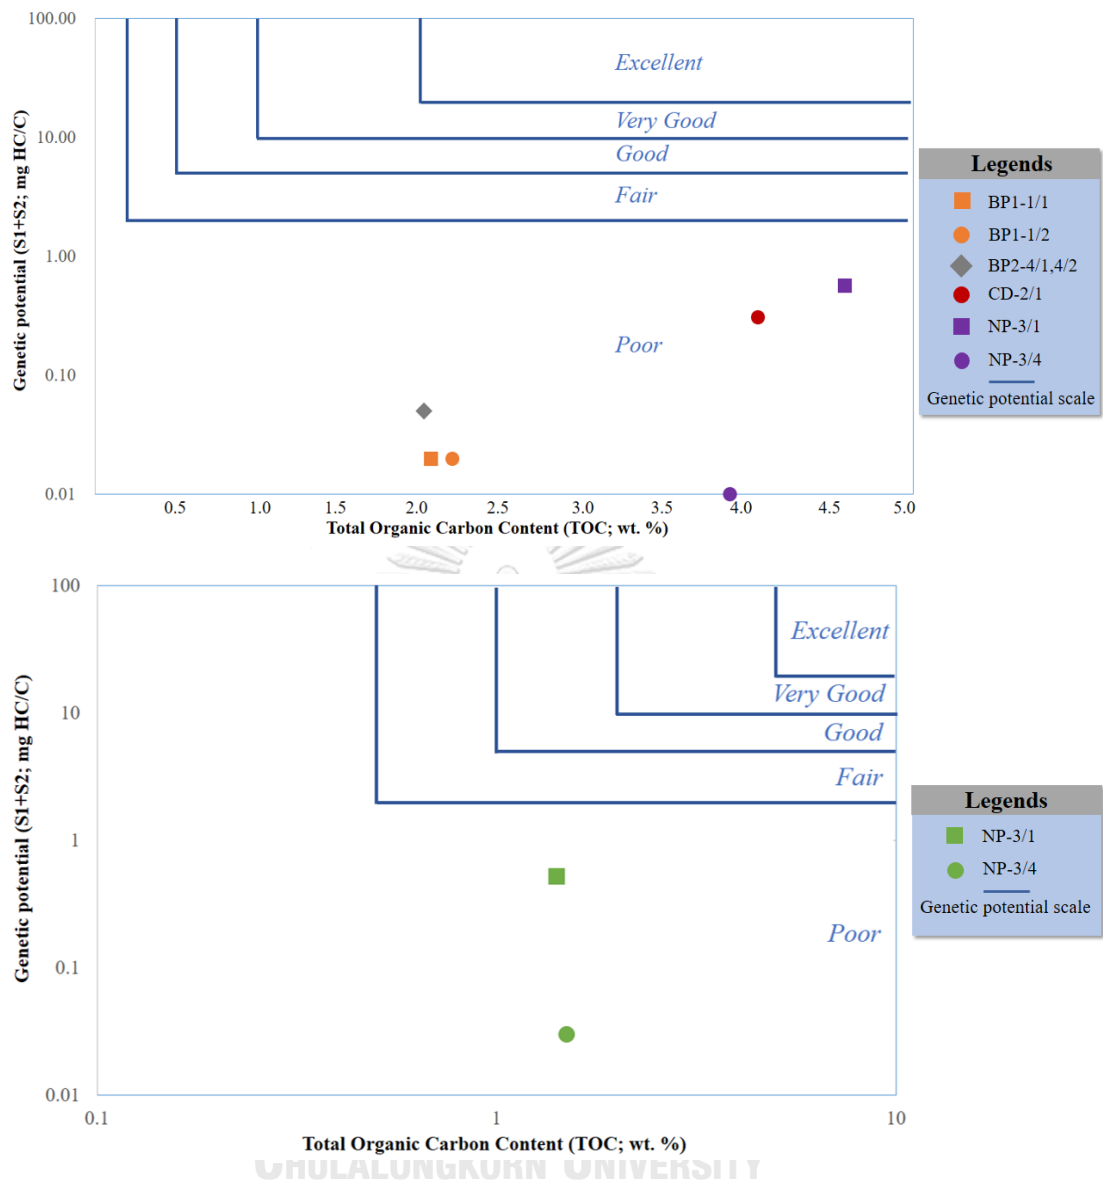 100.00
Excellent
Very Good
10.00
Good
Fair
1.00
Poor
0.10
0.01
0.5 1.0 1.5 2.0 2.5 3.0 3.5 4.0 4.5 5.0
Genetic potential (S1+S2; mg HC/C)
Total Organic Carbon Content (TOC; wt. %)
Legends
BP1-1/1
BP1-1/2
BP2-4/1,4/2
CD-2/1
NP-3/1
NP-3/4
Genetic potential scale
100
Excellent
Very Good
10
Good
Fair
1
Poor
0.1
0.01
0.1 1 10
Genetic potential (S1+S2; mg HC/C)
Total Organic Carbon Content (TOC; wt. %)
Legends
NP-3/1
NP-3/4
Genetic potential scale
CHULALONGKORN UNIVERSITY